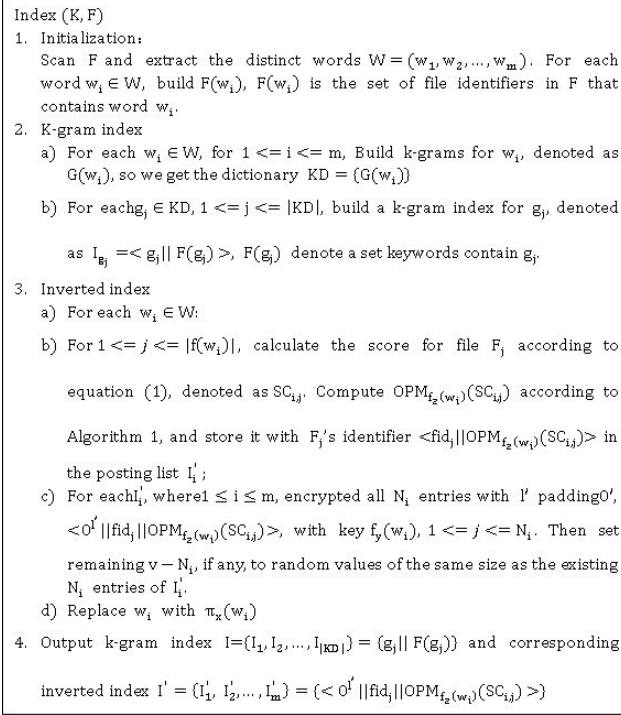 Index (K, F)
1. Initialization:
Scan F and extract the distinct words W = (w₁, w₂, ..., wₘ). For each
word wᵢ ∈ W, build F(wᵢ), F(wᵢ) is the set of file identifiers in F that
contains word wᵢ.
2. K-gram index
a) For each wᵢ ∈ W, for 1 <= i <= m, Build k-grams for wᵢ, denoted as
G(wᵢ), so we get the dictionary KD = {G(wᵢ)}
b) For eachgⱼ ∈ KD, 1 <= j <= |KD|, build a k-gram index for gⱼ, denoted
as I_gⱼ =< gⱼ|| F(gⱼ) >, F(gⱼ) denote a set keywords contain gⱼ.
3. Inverted index
a) For each wᵢ ∈ W:
b) For 1 <= j <= |f(wᵢ)|, calculate the score for file Fⱼ according to
equation (1), denoted as SCᵢ,ⱼ. Compute OPM_f_z(wᵢ)(SCᵢ,ⱼ) according to
Algorithm 1, and store it with Fⱼ's identifier <fidⱼ||OPM_f_z(wᵢ)(SCᵢ,ⱼ)> in
the posting list I'ᵢ ;
c) For eachI'ᵢ, where1 ≤ i ≤ m, encrypted all Nᵢ entries with l' padding0',
<0^l' ||fidⱼ||OPM_f_z(wᵢ)(SCᵢ,ⱼ)>, with key f_y(wᵢ), 1 <= j <= Nᵢ. Then set
remaining v − Nᵢ, if any, to random values of the same size as the existing
Nᵢ entries of I'ᵢ.
d) Replace wᵢ with πₓ(wᵢ)
4. Output k-gram index I={I₁, I₂, ..., I_|KD|} = {gⱼ|| F(gⱼ)} and corresponding
inverted index I' = {I'₁, I'₂, ..., I'ₘ} = {< 0^l' ||fidⱼ||OPM_f_z(wᵢ)(SCᵢ,ⱼ) >}